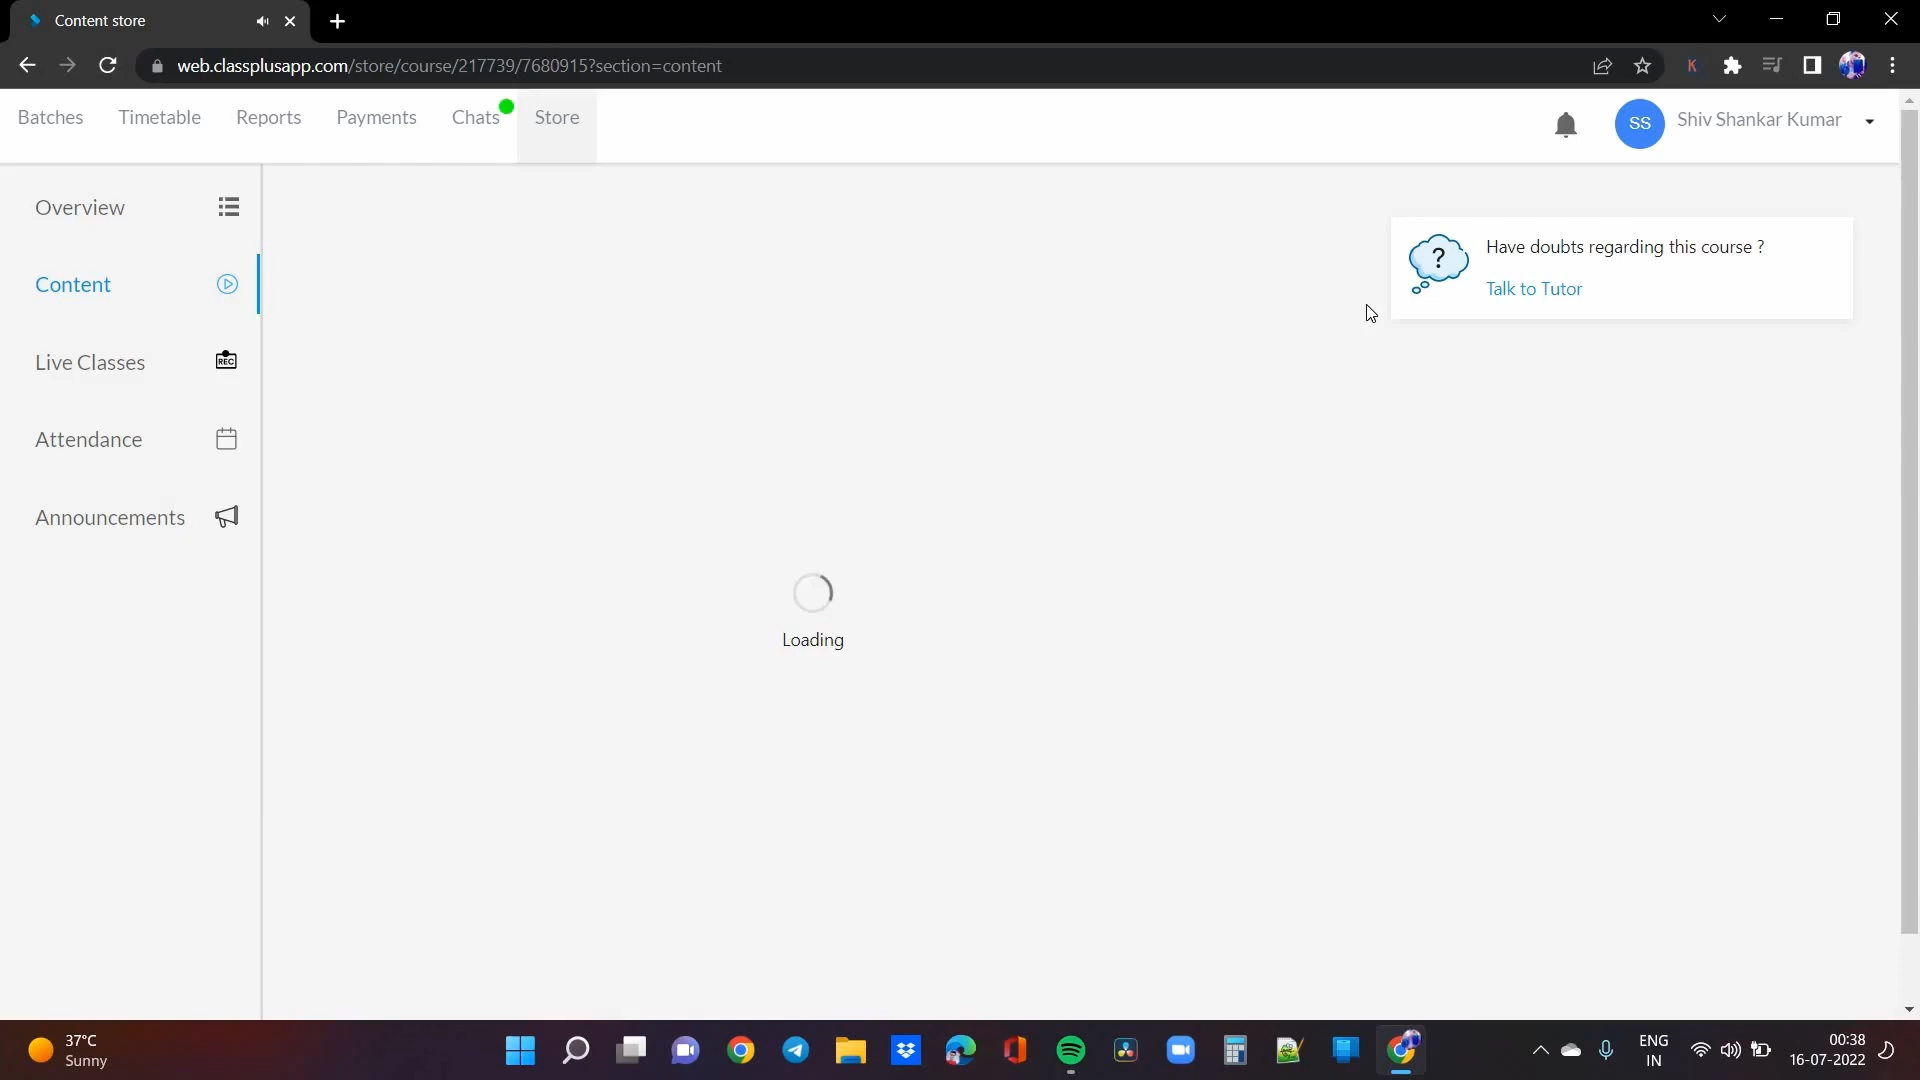 Content store
web.classplusapp.com/store/course/217739/7680915?section=content
K
Batches Timetable Reports Payments Chats Store
SS Shiv Shankar Kumar
Overview
Content
Live Classes REC
Attendance
Announcements
? Have doubts regarding this course ?
Talk to Tutor
Loading
37°C
Sunny
ENG
IN
00:38
16-07-2022